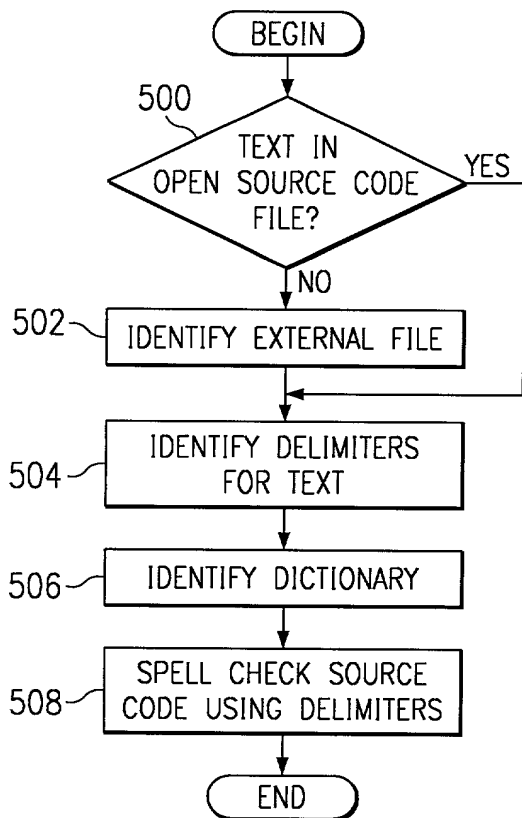 BEGIN
500
TEXT IN
OPEN SOURCE CODE
FILE?
YES
NO
502
IDENTIFY EXTERNAL FILE
504
IDENTIFY DELIMITERS
FOR TEXT
506
IDENTIFY DICTIONARY
508
SPELL CHECK SOURCE
CODE USING DELIMITERS
END